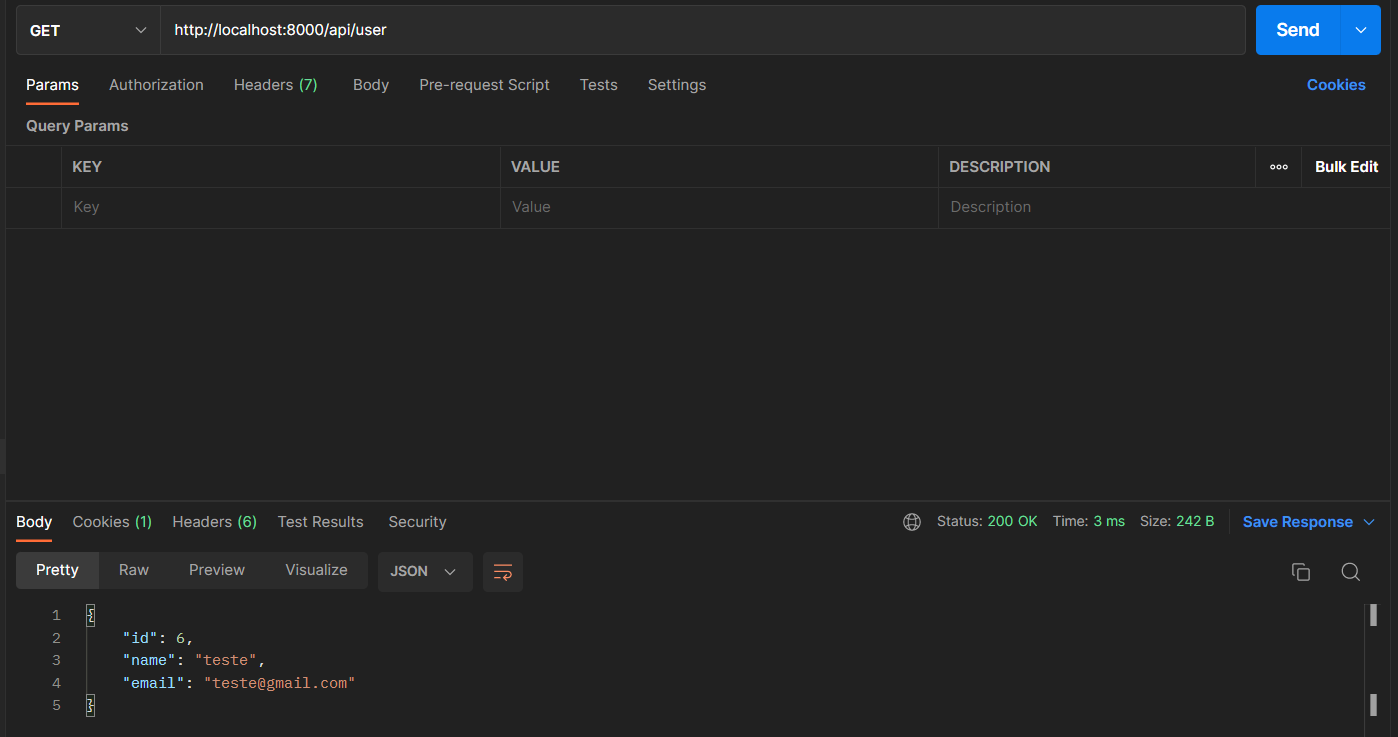 GET http://localhost:8000/api/user Send
Params Authorization Headers (7) Body Pre-request Script Tests Settings Cookies
Query Params
KEY VALUE DESCRIPTION ooo Bulk Edit
Key Value Description
Body Cookies (1) Headers (6) Test Results Security Status: 200 OK Time: 3 ms Size: 242 B Save Response
Pretty Raw Preview Visualize JSON
1 {
2 "id": 6,
3 "name": "teste",
4 "email": "teste@gmail.com"
5 }